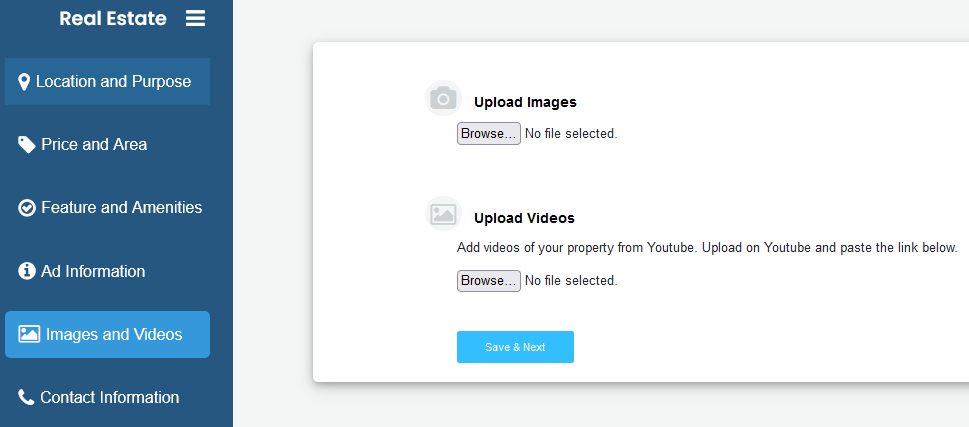 Real Estate
Location and Purpose
Price and Area
Feature and Amenities
Ad Information
Images and Videos
Contact Information
Upload Images
Browse... No file selected.
Upload Videos
Add videos of your property from Youtube. Upload on Youtube and paste the link below.
Browse... No file selected.
Save & Next